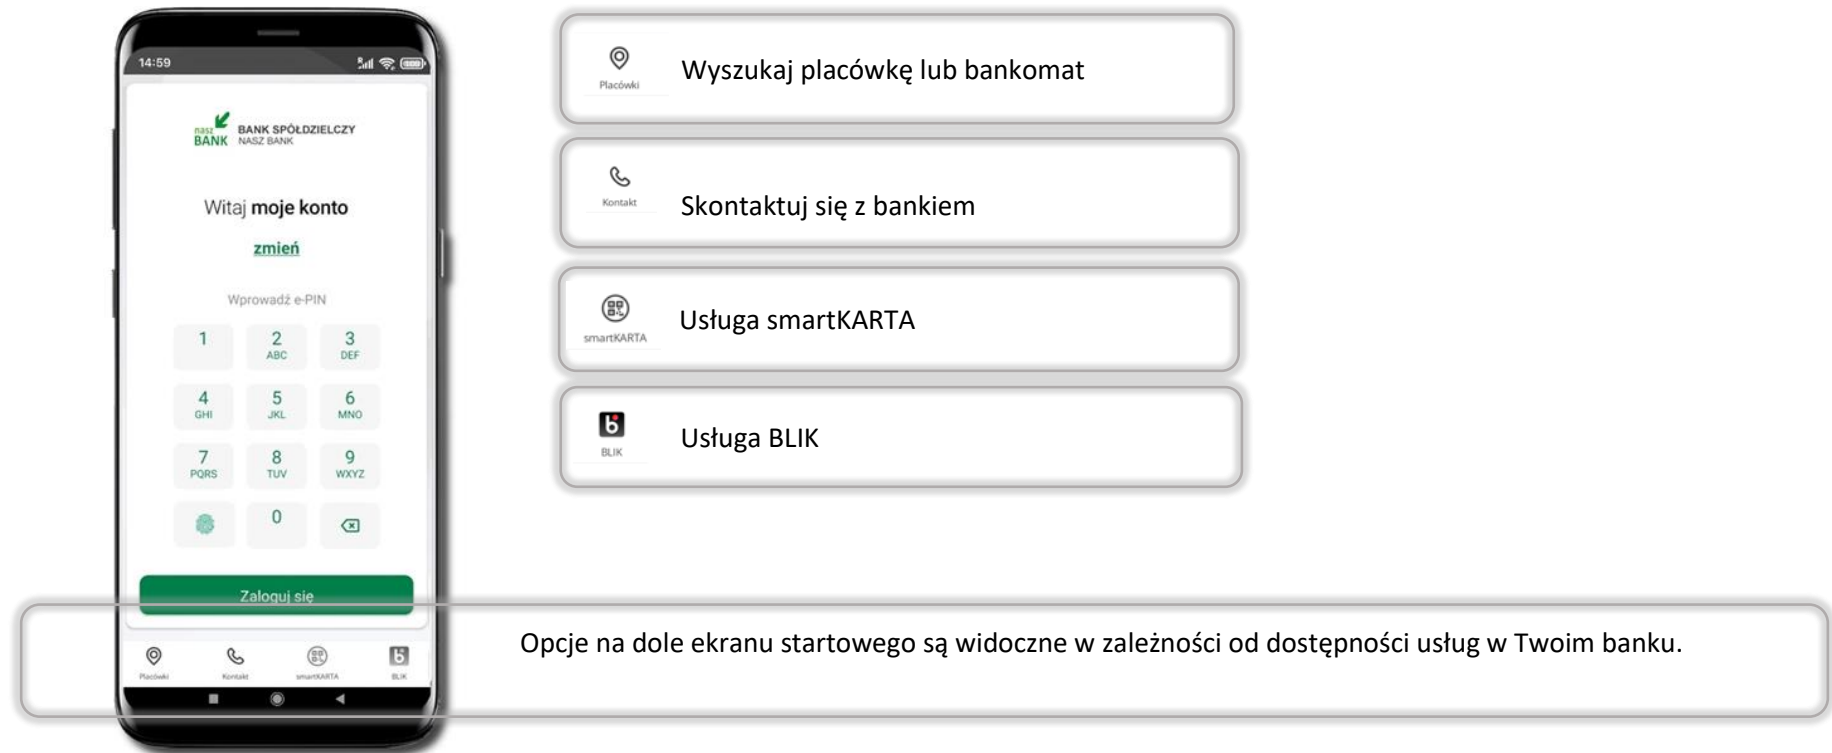 14:59
nasz
BANK
BANK SPÓŁDZIELCZY
NASZ BANK
Witaj moje konto
zmień
Wprowadź e-PIN
1
2
ABC
3
DEF
4
GHI
5
JKL
6
MNO
7
PQRS
8
TUV
9
WXYZ
0
Zaloguj się
Placówki
Kontakt
smartKARTA
BLIK
Placówki
Wyszukaj placówkę lub bankomat
Kontakt
Skontaktuj się z bankiem
smartKARTA
Usługa smartKARTA
BLIK
Usługa BLIK
Opcje na dole ekranu startowego są widoczne w zależności od dostępności usług w Twoim banku.